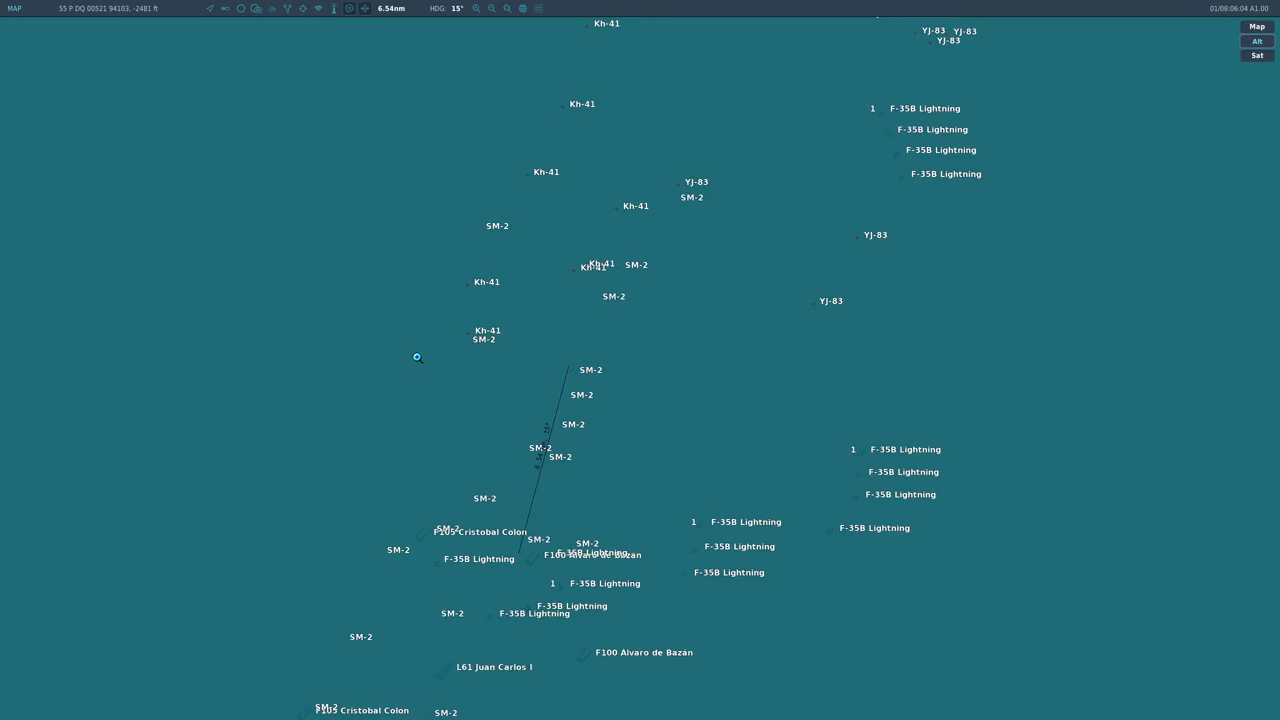 MAP 55 P DQ 00521 94103, -2481 ft 6.54nm HDG: 15° 01/08:06:04 A1.00
Map
Alt
Sat
Kh-41
YJ-83
YJ-83
YJ-83
Kh-41
1 F-35B Lightning
F-35B Lightning
F-35B Lightning
Kh-41
F-35B Lightning
YJ-83
SM-2
Kh-41
SM-2
YJ-83
Kh-41
Kh-41
SM-2
Kh-41
SM-2
YJ-83
Kh-41
SM-2
SM-2
SM-2
SM-2
15°
SM-2
SM-2
1 F-35B Lightning
F-35B Lightning
F-35B Lightning
SM-2
1 F-35B Lightning
F-35B Lightning
SM-2
F105 Cristobal Colon
SM-2
SM-2
F-35B Lightning
SM-2
F-35B Lightning
F100 Alvaro de Bazán
F-35B Lightning
F-35B Lightning
1 F-35B Lightning
F-35B Lightning
SM-2
F-35B Lightning
SM-2
F100 Alvaro de Bazán
L61 Juan Carlos I
SM-2
F105 Cristobal Colon
SM-2